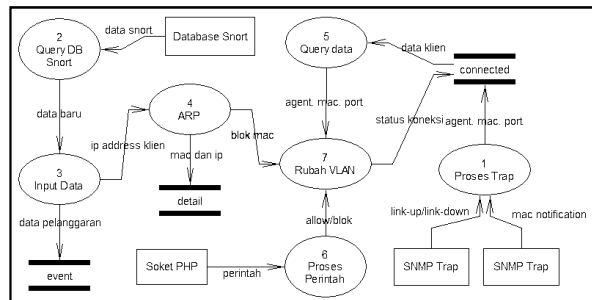 2
Query DB
Snort
data snort
Database Snort
5
Query data
data klien
connected
data baru
4
ARP
agent. mac. port
status koneksi
agent. mac. port
ip address klien
blok mac
3
Input Data
mac dan ip
7
Rubah VLAN
1
Proses Trap
detail
data pelanggaran
allow/blok
link-up/link-down
mac notification
event
Soket PHP
perintah
6
Proses
Perintah
SNMP Trap
SNMP Trap